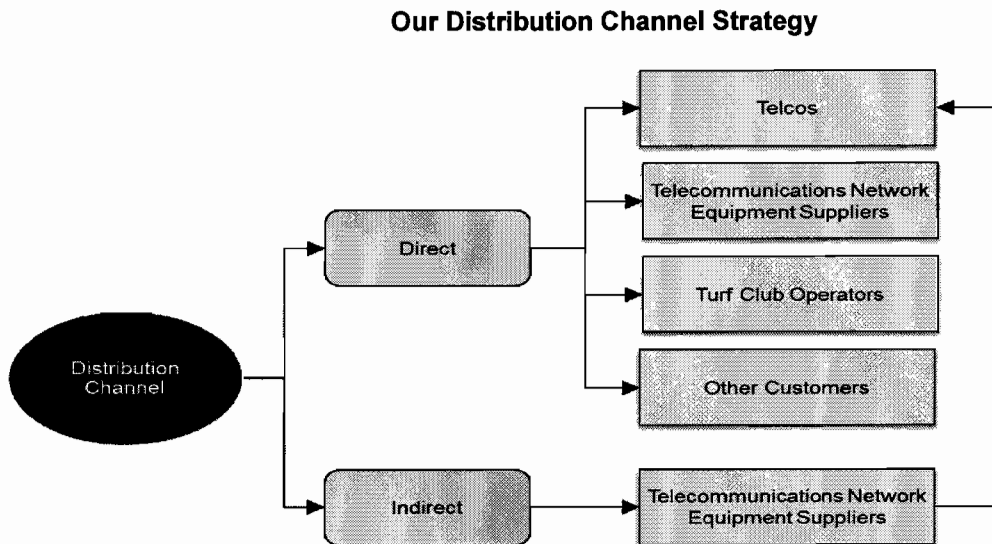 Our Distribution Channel Strategy
Telcos
Telecommunications Network
Equipment Suppliers
Direct
Turf Club Operators
Distribution
Channel
Other Customers
Indirect
Telecommunications Network
Equipment Suppliers